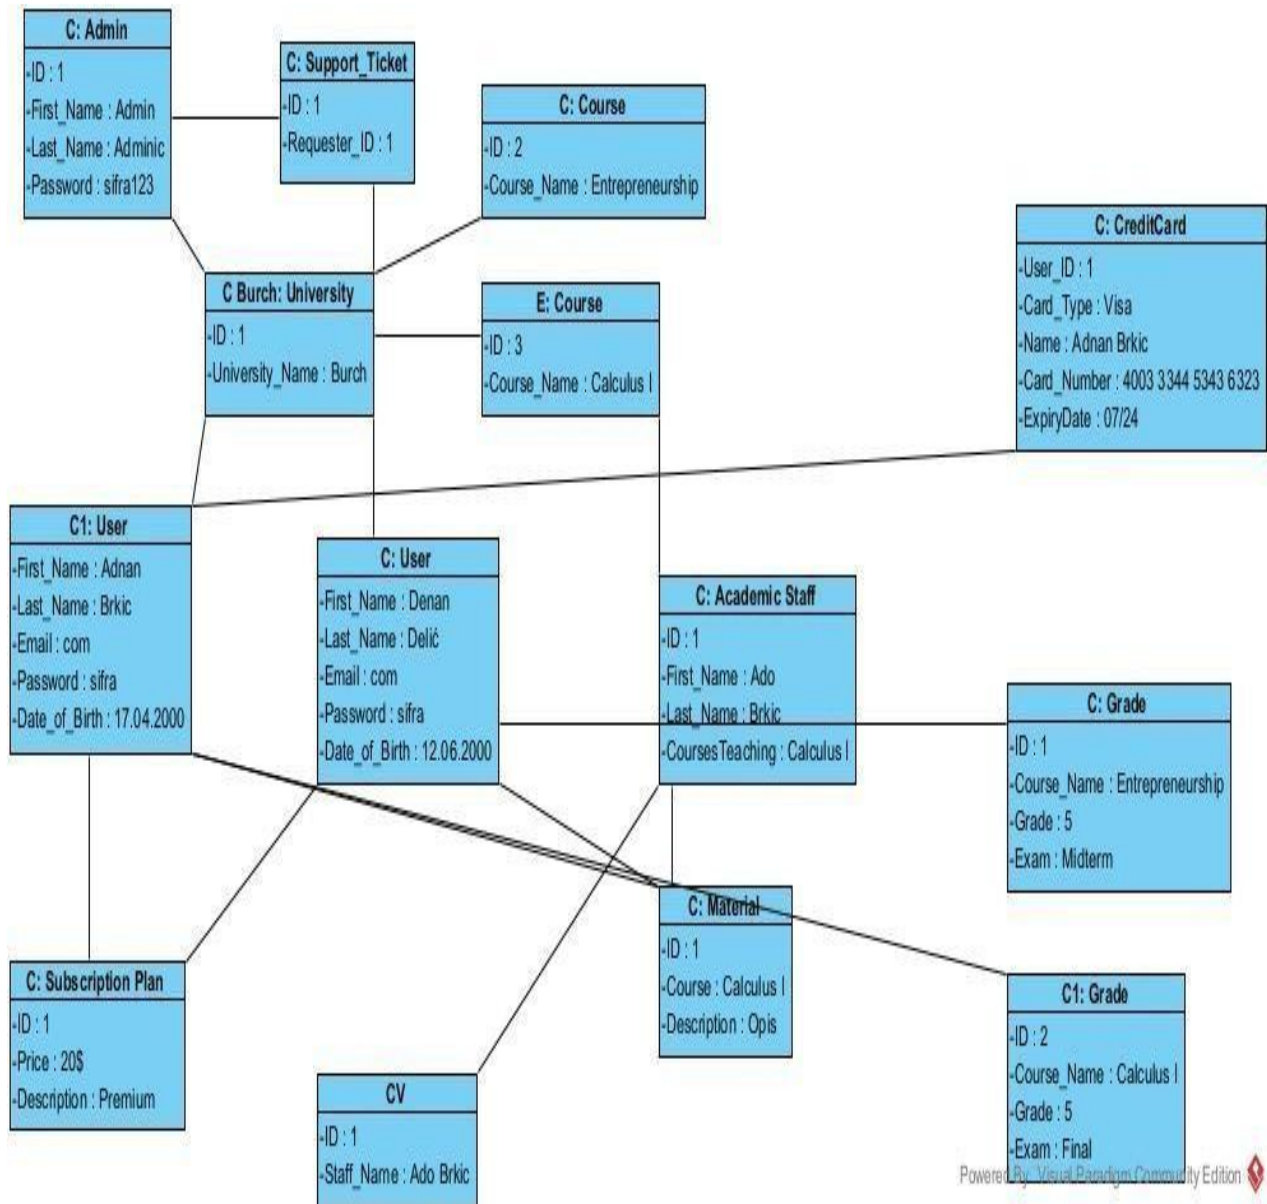 C: Admin
-ID : 1
-First_Name : Admin
-Last_Name : Adminic
-Password : sifra123
C: Support_Ticket
-ID : 1
-Requester_ID : 1
C: Course
-ID : 2
-Course_Name : Entrepreneurship
C: CreditCard
-User_ID : 1
-Card_Type : Visa
-Name : Adnan Brkic
-Card_Number : 4003 3344 5343 6323
-ExpiryDate : 07/24
C Burch: University
-ID : 1
-University_Name : Burch
E: Course
-ID : 3
-Course_Name : Calculus I
C1: User
-First_Name : Adnan
-Last_Name : Brkic
-Email : com
-Password : sifra
-Date_of_Birth : 17.04.2000
C: User
-First_Name : Denan
-Last_Name : Delić
-Email : com
-Password : sifra
-Date_of_Birth : 12.06.2000
C: Academic Staff
-ID : 1
-First_Name : Ado
-Last_Name : Brkic
-CoursesTeaching : Calculus I
C: Grade
-ID : 1
-Course_Name : Entrepreneurship
-Grade : 5
-Exam : Midterm
C: Subscription Plan
-ID : 1
-Price : 20$
-Description : Premium
CV
-ID : 1
-Staff_Name : Ado Brkic
C: Material
-ID : 1
-Course : Calculus I
-Description : Opis
C1: Grade
-ID : 2
-Course_Name : Calculus I
-Grade : 5
-Exam : Final
Powered By Visual Paradigm Community Edition